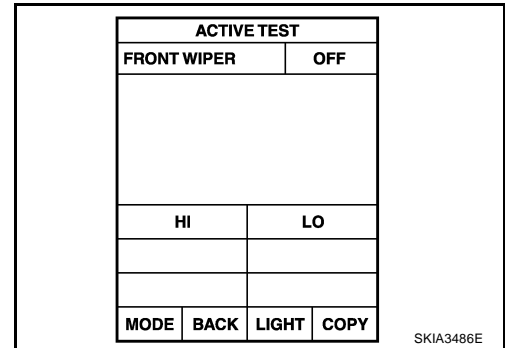 ACTIVE TEST
FRONT WIPER OFF
HI LO
MODE BACK LIGHT COPY
SKIA3486E